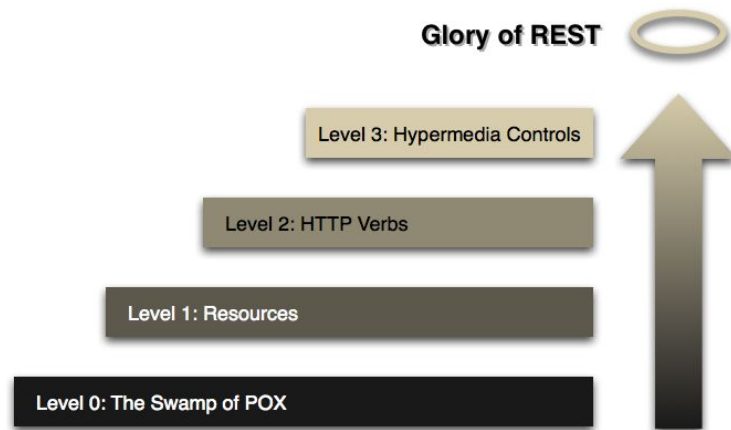 Glory of REST
Level 3: Hypermedia Controls
Level 2: HTTP Verbs
Level 1: Resources
Level 0: The Swamp of POX